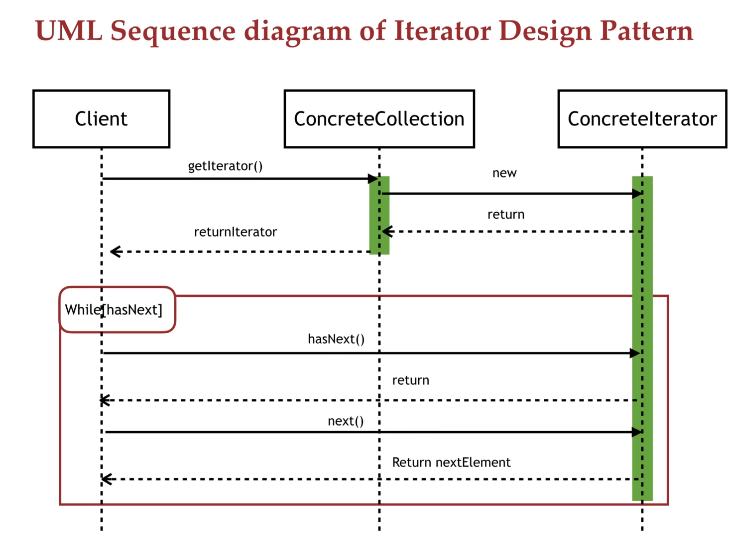 UML Sequence diagram of Iterator Design Pattern
Client
ConcreteCollection
ConcreteIterator
getIterator()
new
return
returnIterator
While[hasNext]
hasNext()
return
next()
Return nextElement